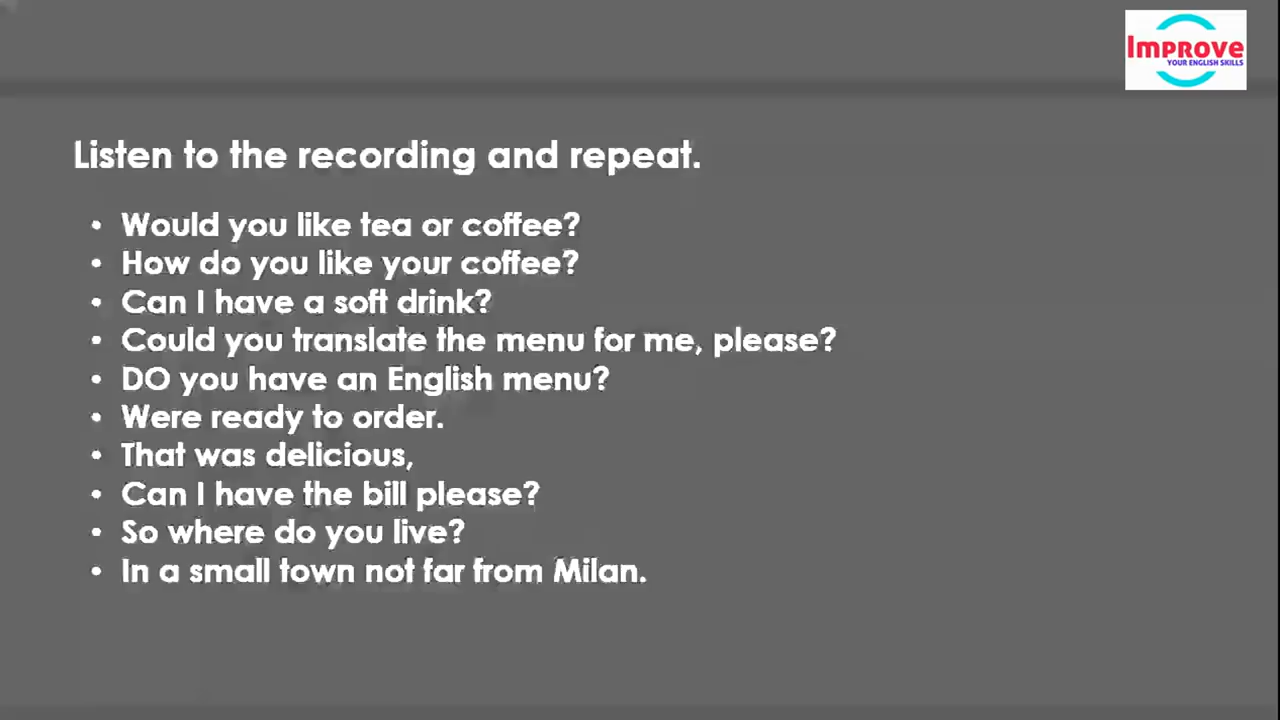 Improve
YOUR ENGLISH SKILLS
Listen to the recording and repeat.
• Would you like tea or coffee?
• How do you like your coffee?
• Can I have a soft drink?
• Could you translate the menu for me, please?
• DO you have an English menu?
• Were ready to order.
• That was delicious,
• Can I have the bill please?
• So where do you live?
• In a small town not far from Milan.